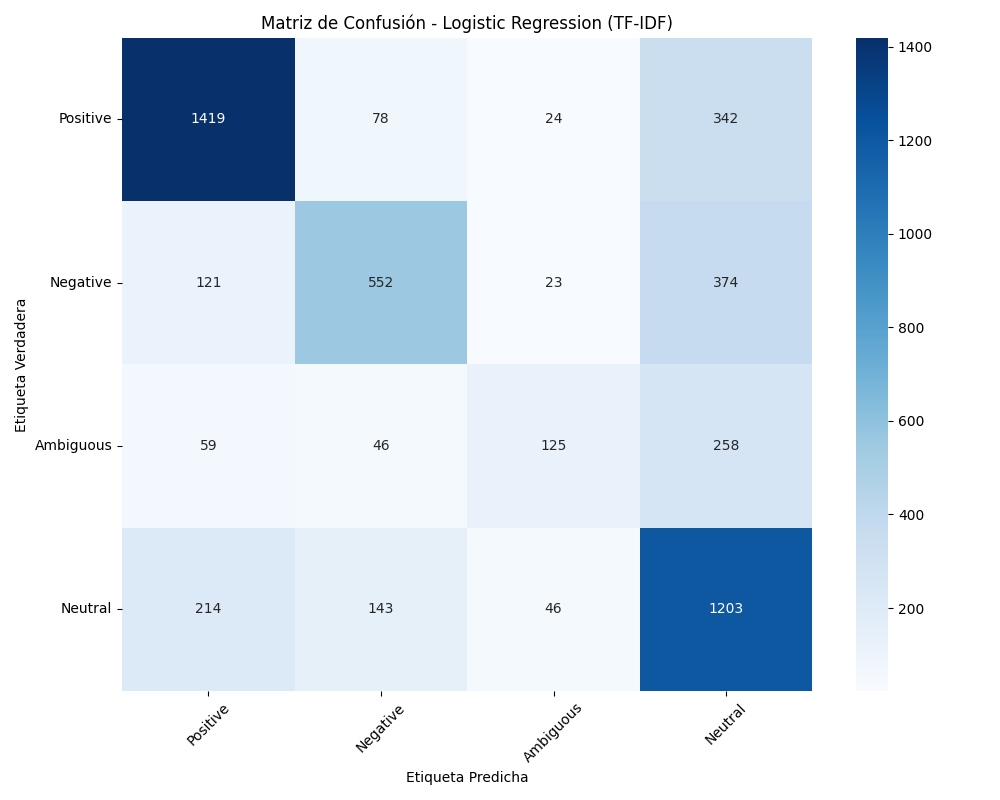 Matriz de Confusión - Logistic Regression (TF-IDF)
Etiqueta Verdadera
Positive 1419 78 24 342
Negative 121 552 23 374
Ambiguous 59 46 125 258
Neutral 214 143 46 1203
Positive Negative Ambiguous Neutral
Etiqueta Predicha
1400
1200
1000
800
600
400
200